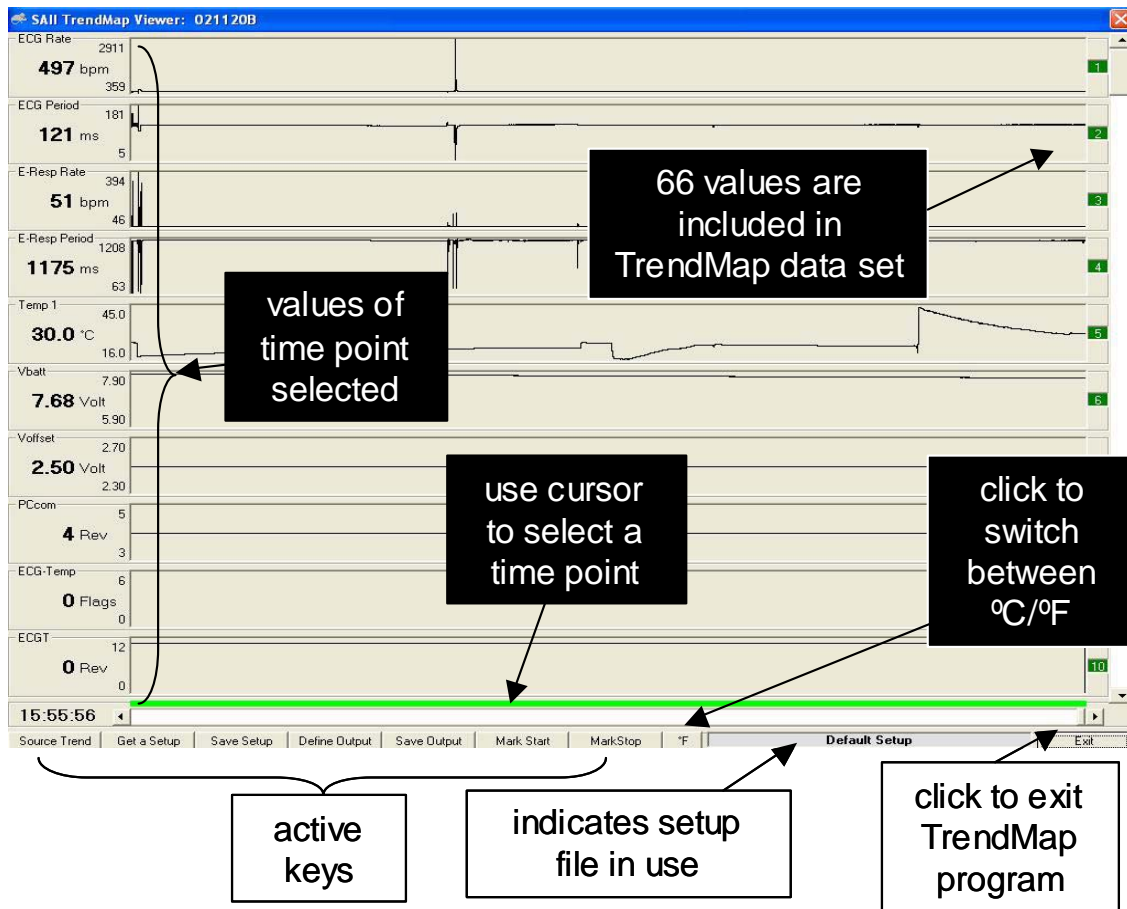 SAII TrendMap Viewer: 021120B
ECG Rate
2911
497 bpm
359
1
ECG Period
181
121 ms
5
2
E-Resp Rate
394
51 bpm
46
3
E-Resp Period
1208
1175 ms
63
4
Temp 1
45.0
30.0 °C
16.0
5
Vbatt
7.90
7.68 Volt
5.90
6
Voffset
2.70
2.50 Volt
2.30
PCcom
5
4 Rev
3
ECG-Temp
6
0 Flags
0
ECGT
12
0 Rev
0
10
66 values are
included in
TrendMap data set
values of
time point
selected
use cursor
to select a
time point
click to
switch
between
ºC/ºF
15:55:56
Source Trend Get a Setup Save Setup Define Output Save Output Mark Start MarkStop °F Default Setup Exit
active
keys
indicates setup
file in use
click to exit
TrendMap
program